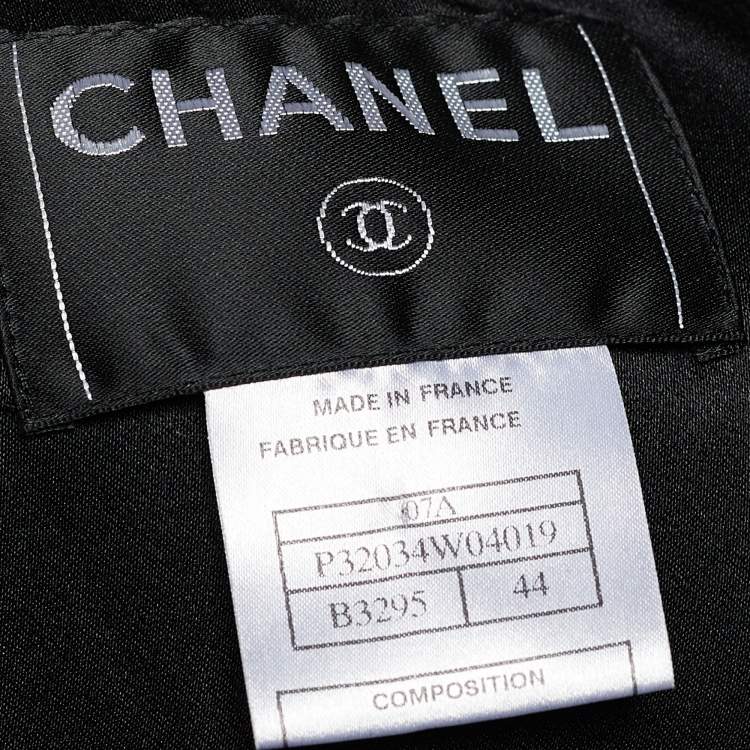 CHANEL
MADE IN FRANCE
FABRIQUE EN FRANCE
07A
P32034W04019
B3295 44
COMPOSITION